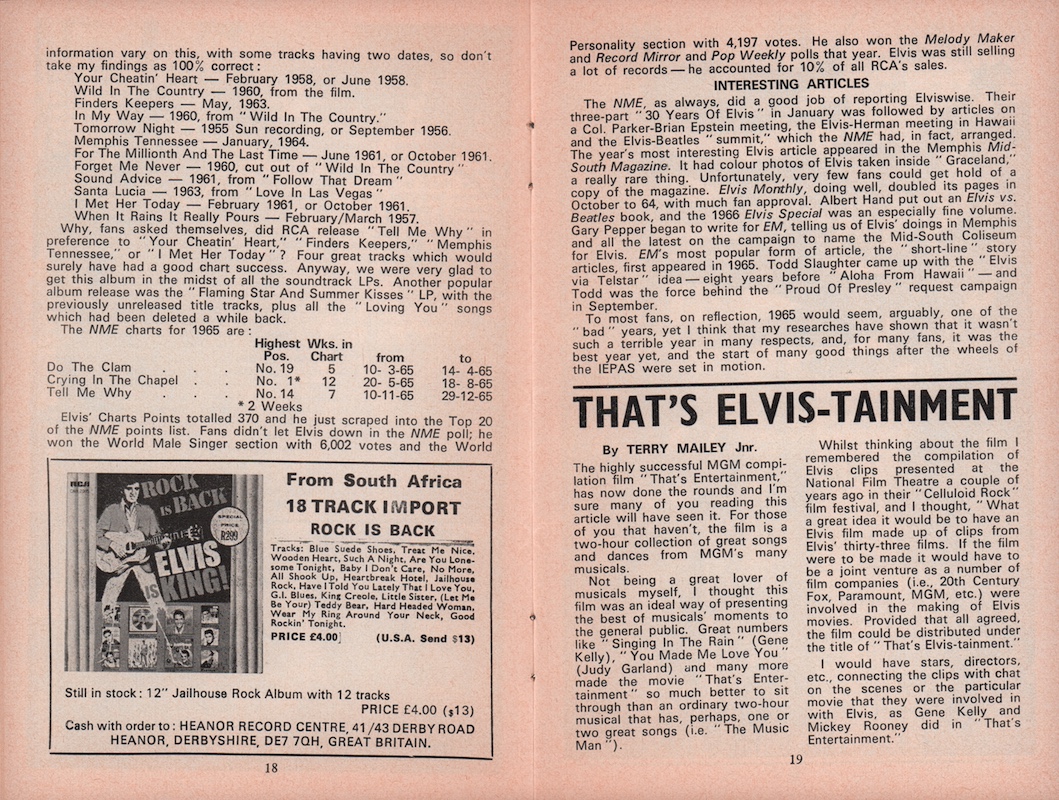 information vary on this, with some tracks having two dates, so don't
take my findings as 100% correct :
Your Cheatin' Heart — February 1958, or June 1958.
Wild In The Country — 1960, from the film.
Finders Keepers — May, 1963.
In My Way — 1960, from "Wild In The Country."
Tomorrow Night — 1955 Sun recording, or September 1956.
Memphis Tennessee — January, 1964.
For The Millionth And The Last Time — June 1961, or October 1961.
Forget Me Never — 1960, cut out of "Wild In The Country"
Sound Advice — 1961, from "Follow That Dream"
Santa Lucia — 1963, from "Love In Las Vegas"
I Met Her Today — February 1961, or October 1961.
When It Rains It Really Pours — February/March 1957.
Why, fans asked themselves, did RCA release "Tell Me Why" in
preference to "Your Cheatin' Heart," "Finders Keepers," "Memphis
Tennessee," or "I Met Her Today"? Four great tracks which would
surely have had a good chart success. Anyway, we were very glad to
get this album in the midst of all the soundtrack LPs. Another popular
album release was the "Flaming Star And Summer Kisses" LP, with the
previously unreleased title tracks, plus all the "Loving You" songs
which had been deleted a while back.
The NME charts for 1965 are :
Highest Wks. in
Pos. Chart from to
Do The Clam . . . No. 19 5 10- 3-65 14- 4-65
Crying In The Chapel . . No. 1* 12 20- 5-65 18- 8-65
Tell Me Why . . . No. 14 7 10-11-65 29-12-65
* 2 Weeks
Elvis' Charts Points totalled 370 and he just scraped into the Top 20
of the NME points list. Fans didn't let Elvis down in the NME poll; he
won the World Male Singer section with 6,002 votes and the World
RCA
ROCK
IS BACK
SPECIAL
PRICE
R299
ELVIS
IS KING!
From South Africa
18 TRACK IMPORT
ROCK IS BACK
Tracks: Blue Suede Shoes, Treat Me Nice,
Wooden Heart, Such A Night, Are You Lone-
some Tonight, Baby I Don't Care, No More,
All Shook Up, Heartbreak Hotel, Jailhouse
Rock, Have I Told You Lately That I Love You,
G.I. Blues, King Creole, Little Sister, (Let Me
Be Your) Teddy Bear, Hard Headed Woman,
Wear My Ring Around Your Neck, Good
Rockin' Tonight.
PRICE £4.00 (U.S.A. Send $13)
Still in stock : 12" Jailhouse Rock Album with 12 tracks
PRICE £4.00 ($13)
Cash with order to : HEANOR RECORD CENTRE, 41/43 DERBY ROAD
HEANOR, DERBYSHIRE, DE7 7QH, GREAT BRITAIN.
18
Personality section with 4,197 votes. He also won the Melody Maker
and Record Mirror and Pop Weekly polls that year. Elvis was still selling
a lot of records — he accounted for 10% of all RCA's sales.
INTERESTING ARTICLES
The NME, as always, did a good job of reporting Elviswise. Their
three-part "30 Years Of Elvis" in January was followed by articles on
a Col. Parker-Brian Epstein meeting, the Elvis-Herman meeting in Hawaii
and the Elvis-Beatles "summit," which the NME had, in fact, arranged.
The year's most interesting Elvis article appeared in the Memphis Mid-
South Magazine. It had colour photos of Elvis taken inside "Graceland,"
a really rare thing. Unfortunately, very few fans could get hold of a
copy of the magazine. Elvis Monthly, doing well, doubled its pages in
October to 64, with much fan approval. Albert Hand put out an Elvis vs.
Beatles book, and the 1966 Elvis Special was an especially fine volume.
Gary Pepper began to write for EM, telling us of Elvis' doings in Memphis
and all the latest on the campaign to name the Mid-South Coliseum
for Elvis. EM's most popular form of article, the "short-line" story
articles, first appeared in 1965. Todd Slaughter came up with the "Elvis
via Telstar" idea — eight years before "Aloha From Hawaii" — and
Todd was the force behind the "Proud Of Presley" request campaign
in September.
To most fans, on reflection, 1965 would seem, arguably, one of the
"bad" years, yet I think that my researches have shown that it wasn't
such a terrible year in many respects, and, for many fans, it was the
best year yet, and the start of many good things after the wheels of
the IEPAS were set in motion.
THAT'S ELVIS-TAINMENT
By TERRY MAILEY Jnr.
The highly successful MGM compi-
lation film "That's Entertainment,"
has now done the rounds and I'm
sure many of you reading this
article will have seen it. For those
of you that haven't, the film is a
two-hour collection of great songs
and dances from MGM's many
musicals.
Not being a great lover of
musicals myself, I thought this
film was an ideal way of presenting
the best of musicals' moments to
the general public. Great numbers
like "Singing In The Rain" (Gene
Kelly), "You Made Me Love You"
(Judy Garland) and many more
made the movie "That's Enter-
tainment" so much better to sit
through than an ordinary two-hour
musical that has, perhaps, one or
two great songs (i.e. "The Music
Man").
Whilst thinking about the film I
remembered the compilation of
Elvis clips presented at the
National Film Theatre a couple of
years ago in their "Celluloid Rock"
film festival, and I thought, "What
a great idea it would be to have an
Elvis film made up of clips from
Elvis' thirty-three films. If the film
were to be made it would have to
be a joint venture as a number of
film companies (i.e., 20th Century
Fox, Paramount, MGM, etc.) were
involved in the making of Elvis
movies. Provided that all agreed,
the film could be distributed under
the title of "That's Elvis-tainment."
I would have stars, directors,
etc., connecting the clips with chat
on the scenes or the particular
movie that they were involved in
with Elvis, as Gene Kelly and
Mickey Rooney did in "That's
Entertainment."
19